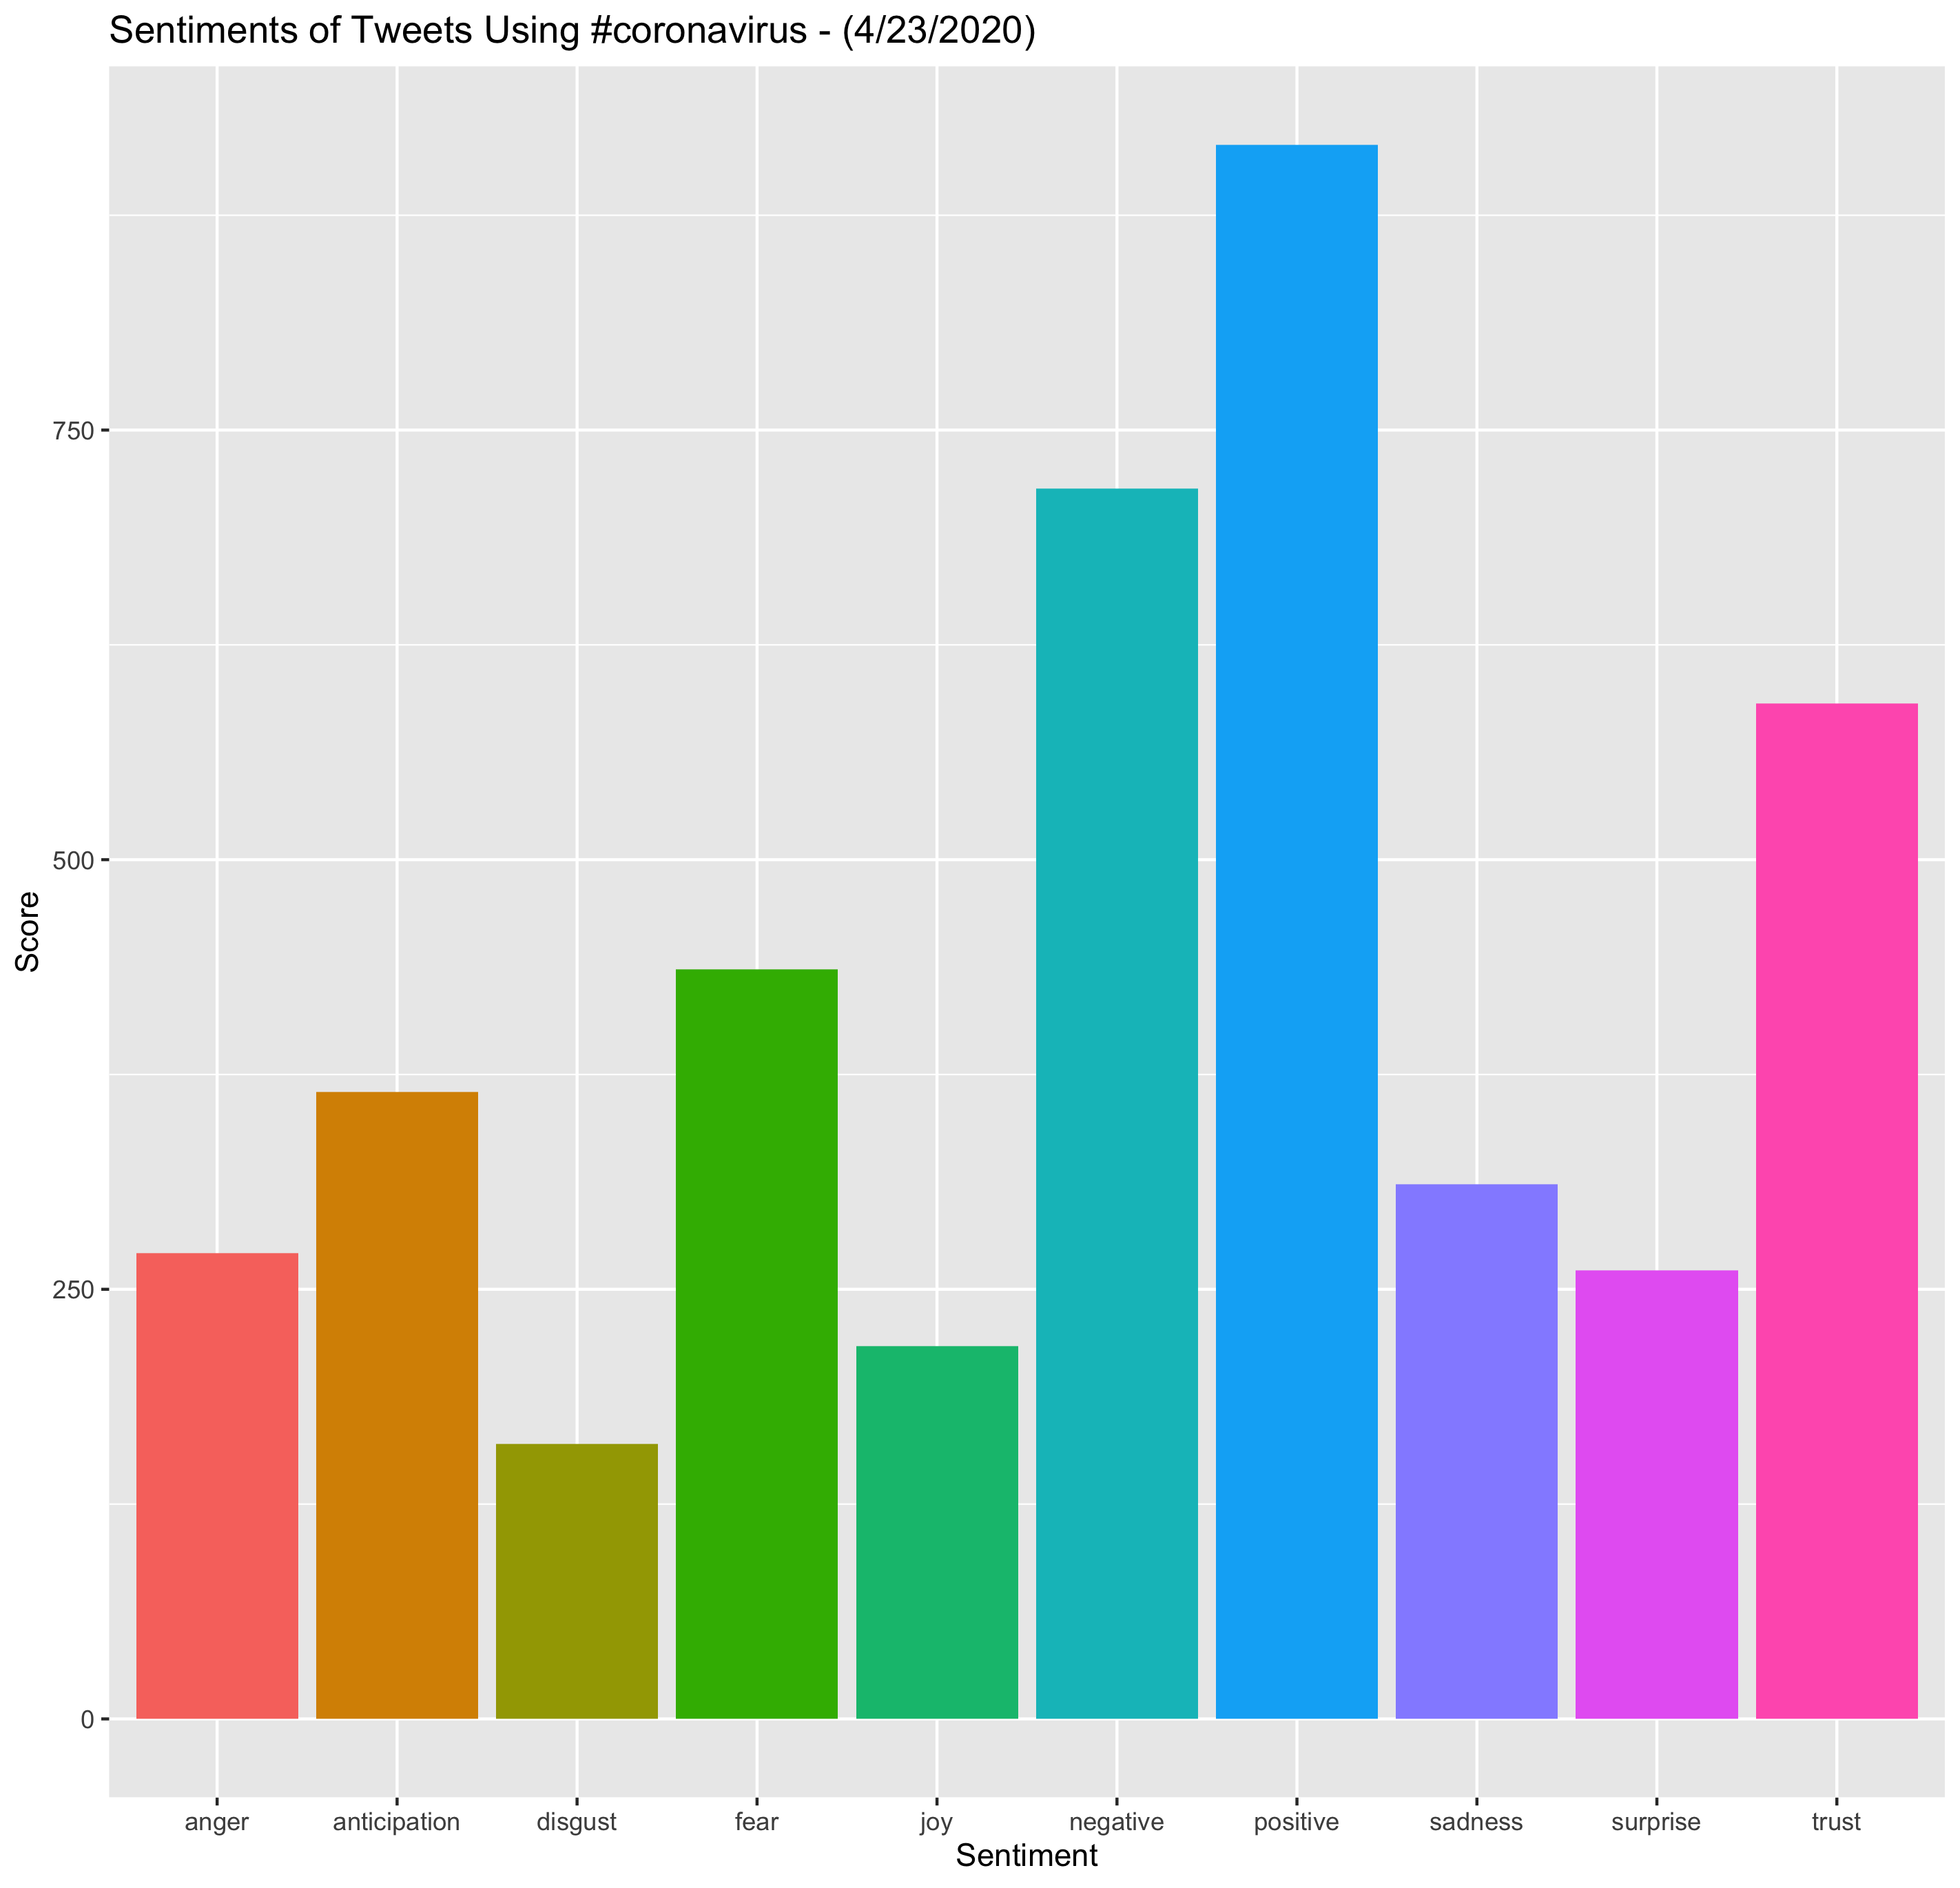 Sentiments of Tweets Using #coronavirus - (4/23/2020)
Score
750
500
250
0
anger anticipation disgust fear joy negative positive sadness surprise trust
Sentiment